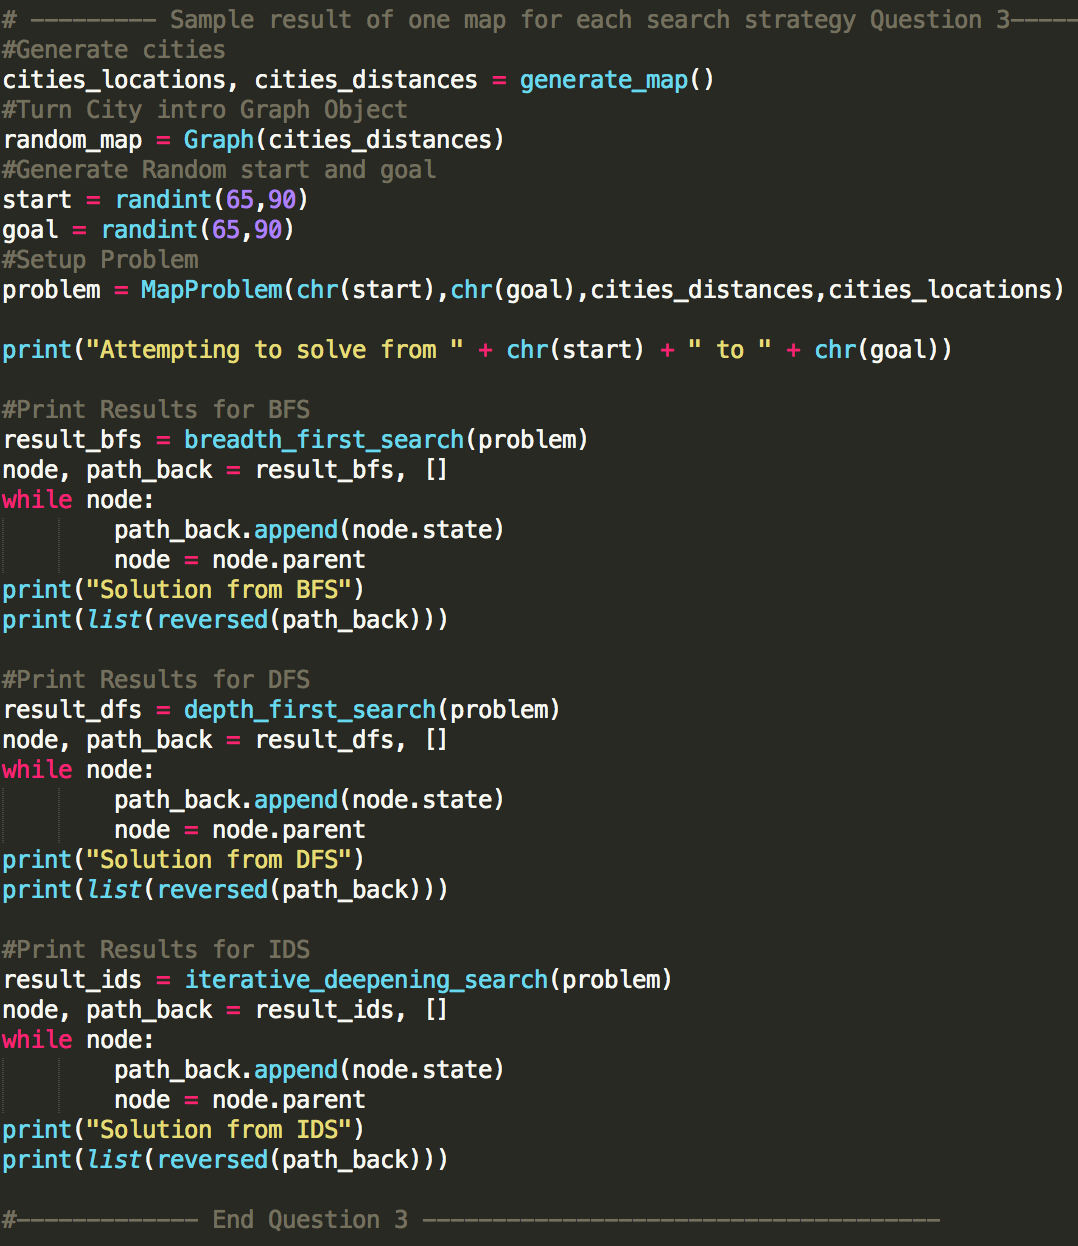 # ————————— Sample result of one map for each search strategy Question 3—————
#Generate cities
cities_locations, cities_distances = generate_map()
#Turn City intro Graph Object
random_map = Graph(cities_distances)
#Generate Random start and goal
start = randint(65,90)
goal = randint(65,90)
#Setup Problem
problem = MapProblem(chr(start),chr(goal),cities_distances,cities_locations)
print("Attempting to solve from " + chr(start) + " to " + chr(goal))
#Print Results for BFS
result_bfs = breadth_first_search(problem)
node, path_back = result_bfs, []
while node:
        path_back.append(node.state)
        node = node.parent
print("Solution from BFS")
print(list(reversed(path_back)))
#Print Results for DFS
result_dfs = depth_first_search(problem)
node, path_back = result_dfs, []
while node:
        path_back.append(node.state)
        node = node.parent
print("Solution from DFS")
print(list(reversed(path_back)))
#Print Results for IDS
result_ids = iterative_deepening_search(problem)
node, path_back = result_ids, []
while node:
        path_back.append(node.state)
        node = node.parent
print("Solution from IDS")
print(list(reversed(path_back)))
#————————————— End Question 3 —————————————————————————————————————